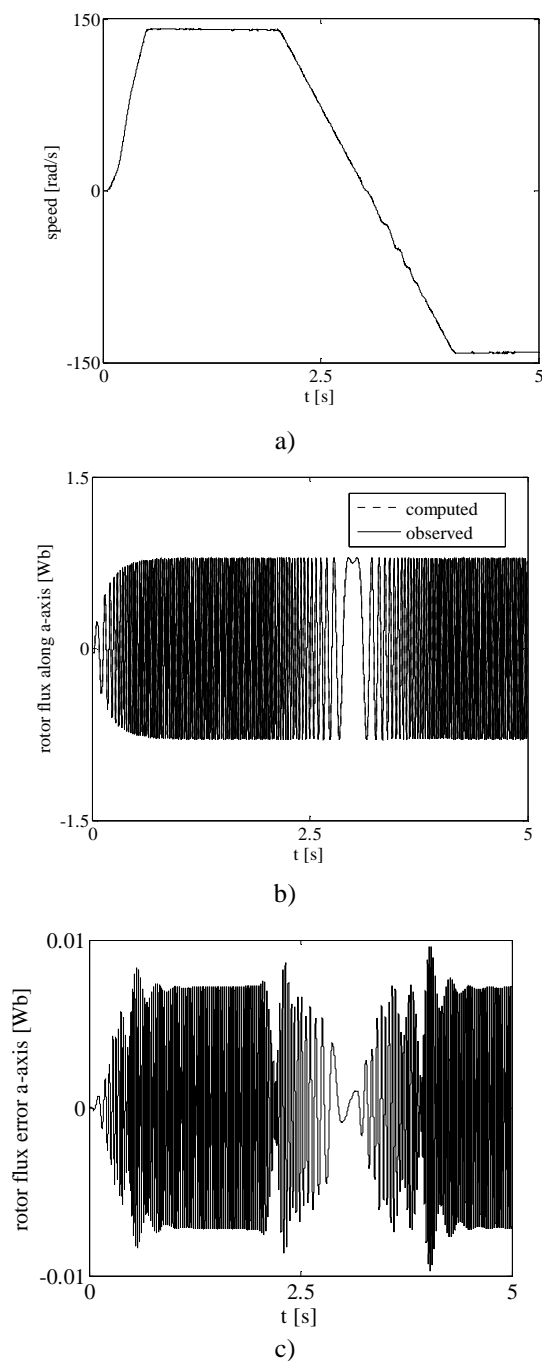 150
speed [rad/s]
0
-150
0
2.5
5
t [s]
a)
1.5
computed
observed
rotor flux along a-axis [Wb]
0
-1.5
0
2.5
5
t [s]
b)
0.01
rotor flux error a-axis [Wb]
0
-0.01
0
2.5
5
t [s]
c)